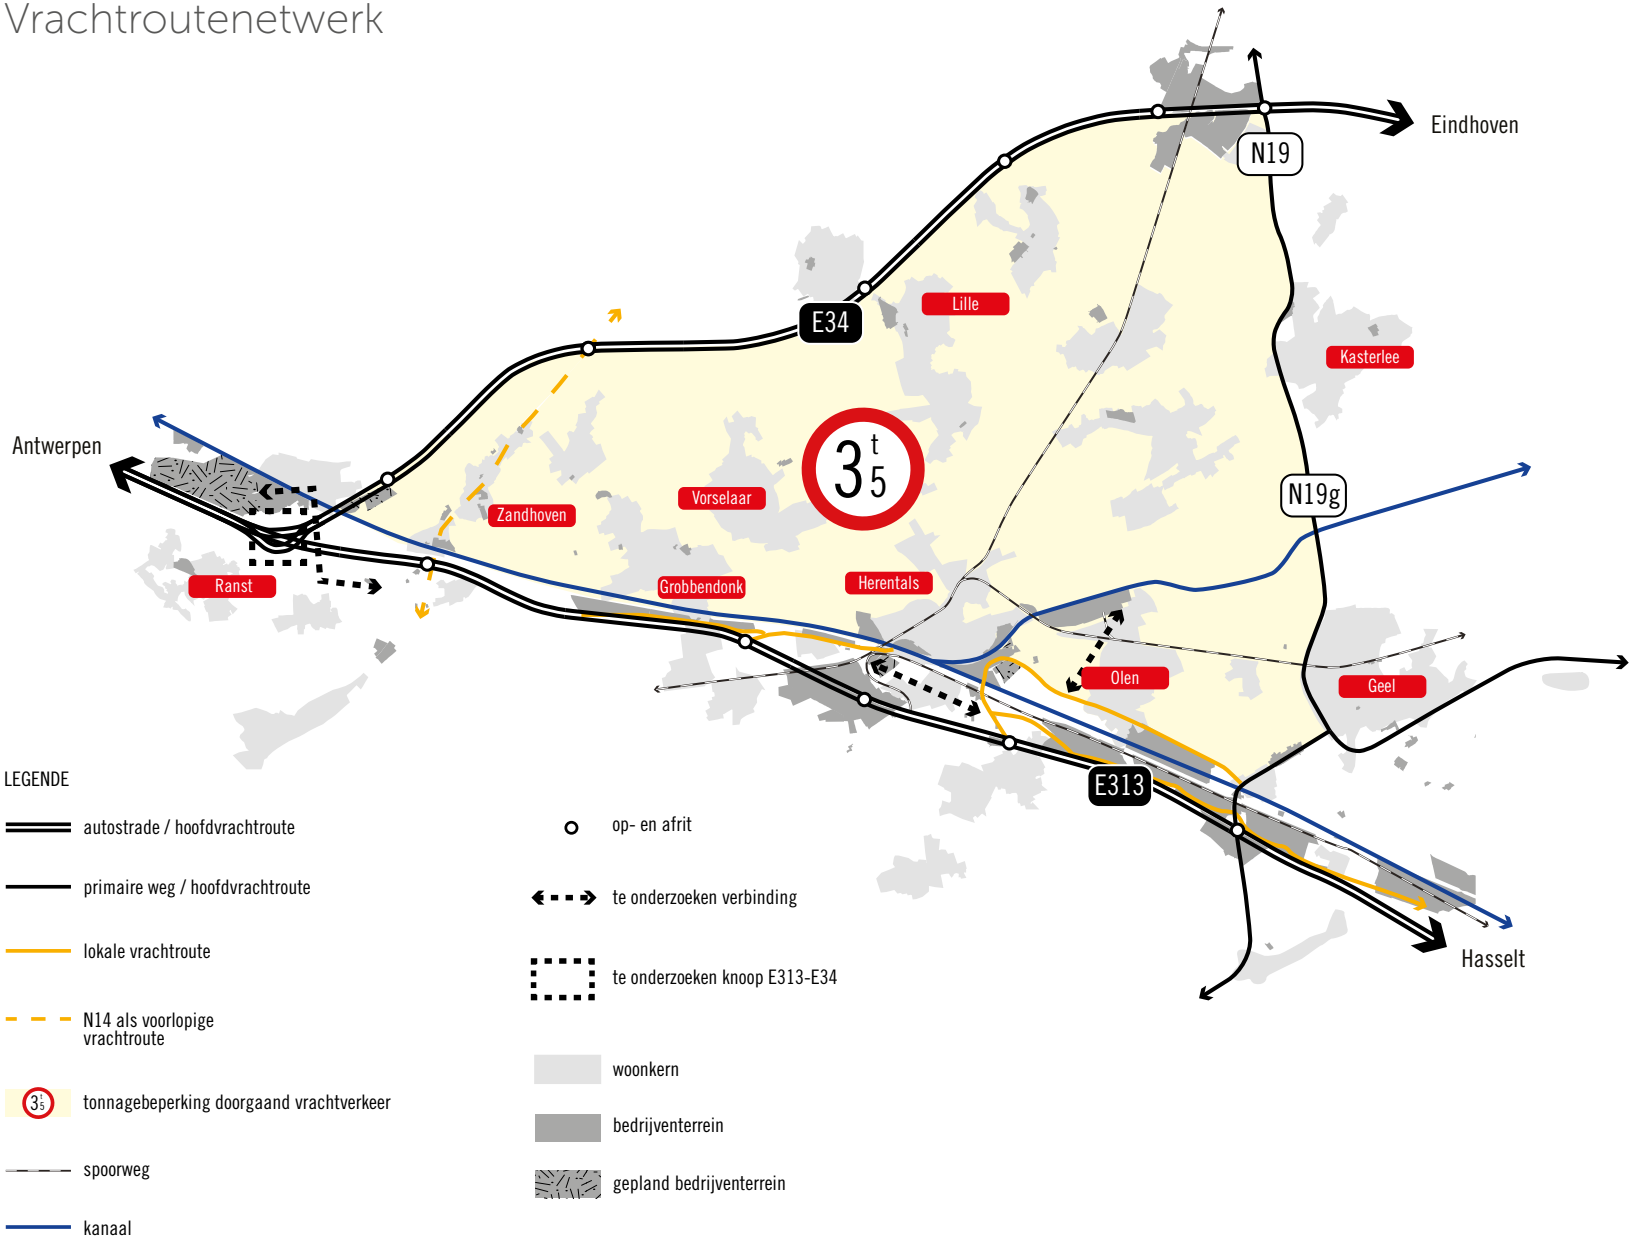 Vrachtroutenetwerk
Eindhoven
N19
Lille
E34
Kasterlee
Antwerpen
3 t 5
N19g
Vorselaar
Zandhoven
Ranst
Grobbendonk
Herentals
Olen
Geel
E313
Hasselt
LEGENDE
autostrade / hoofdvrachtroute
primaire weg / hoofdvrachtroute
lokale vrachtroute
N14 als voorlopige
vrachtroute
3 t 5
tonnagebeperking doorgaand vrachtverkeer
spoorweg
kanaal
op- en afrit
te onderzoeken verbinding
te onderzoeken knoop E313-E34
woonkern
bedrijventerrein
gepland bedrijventerrein